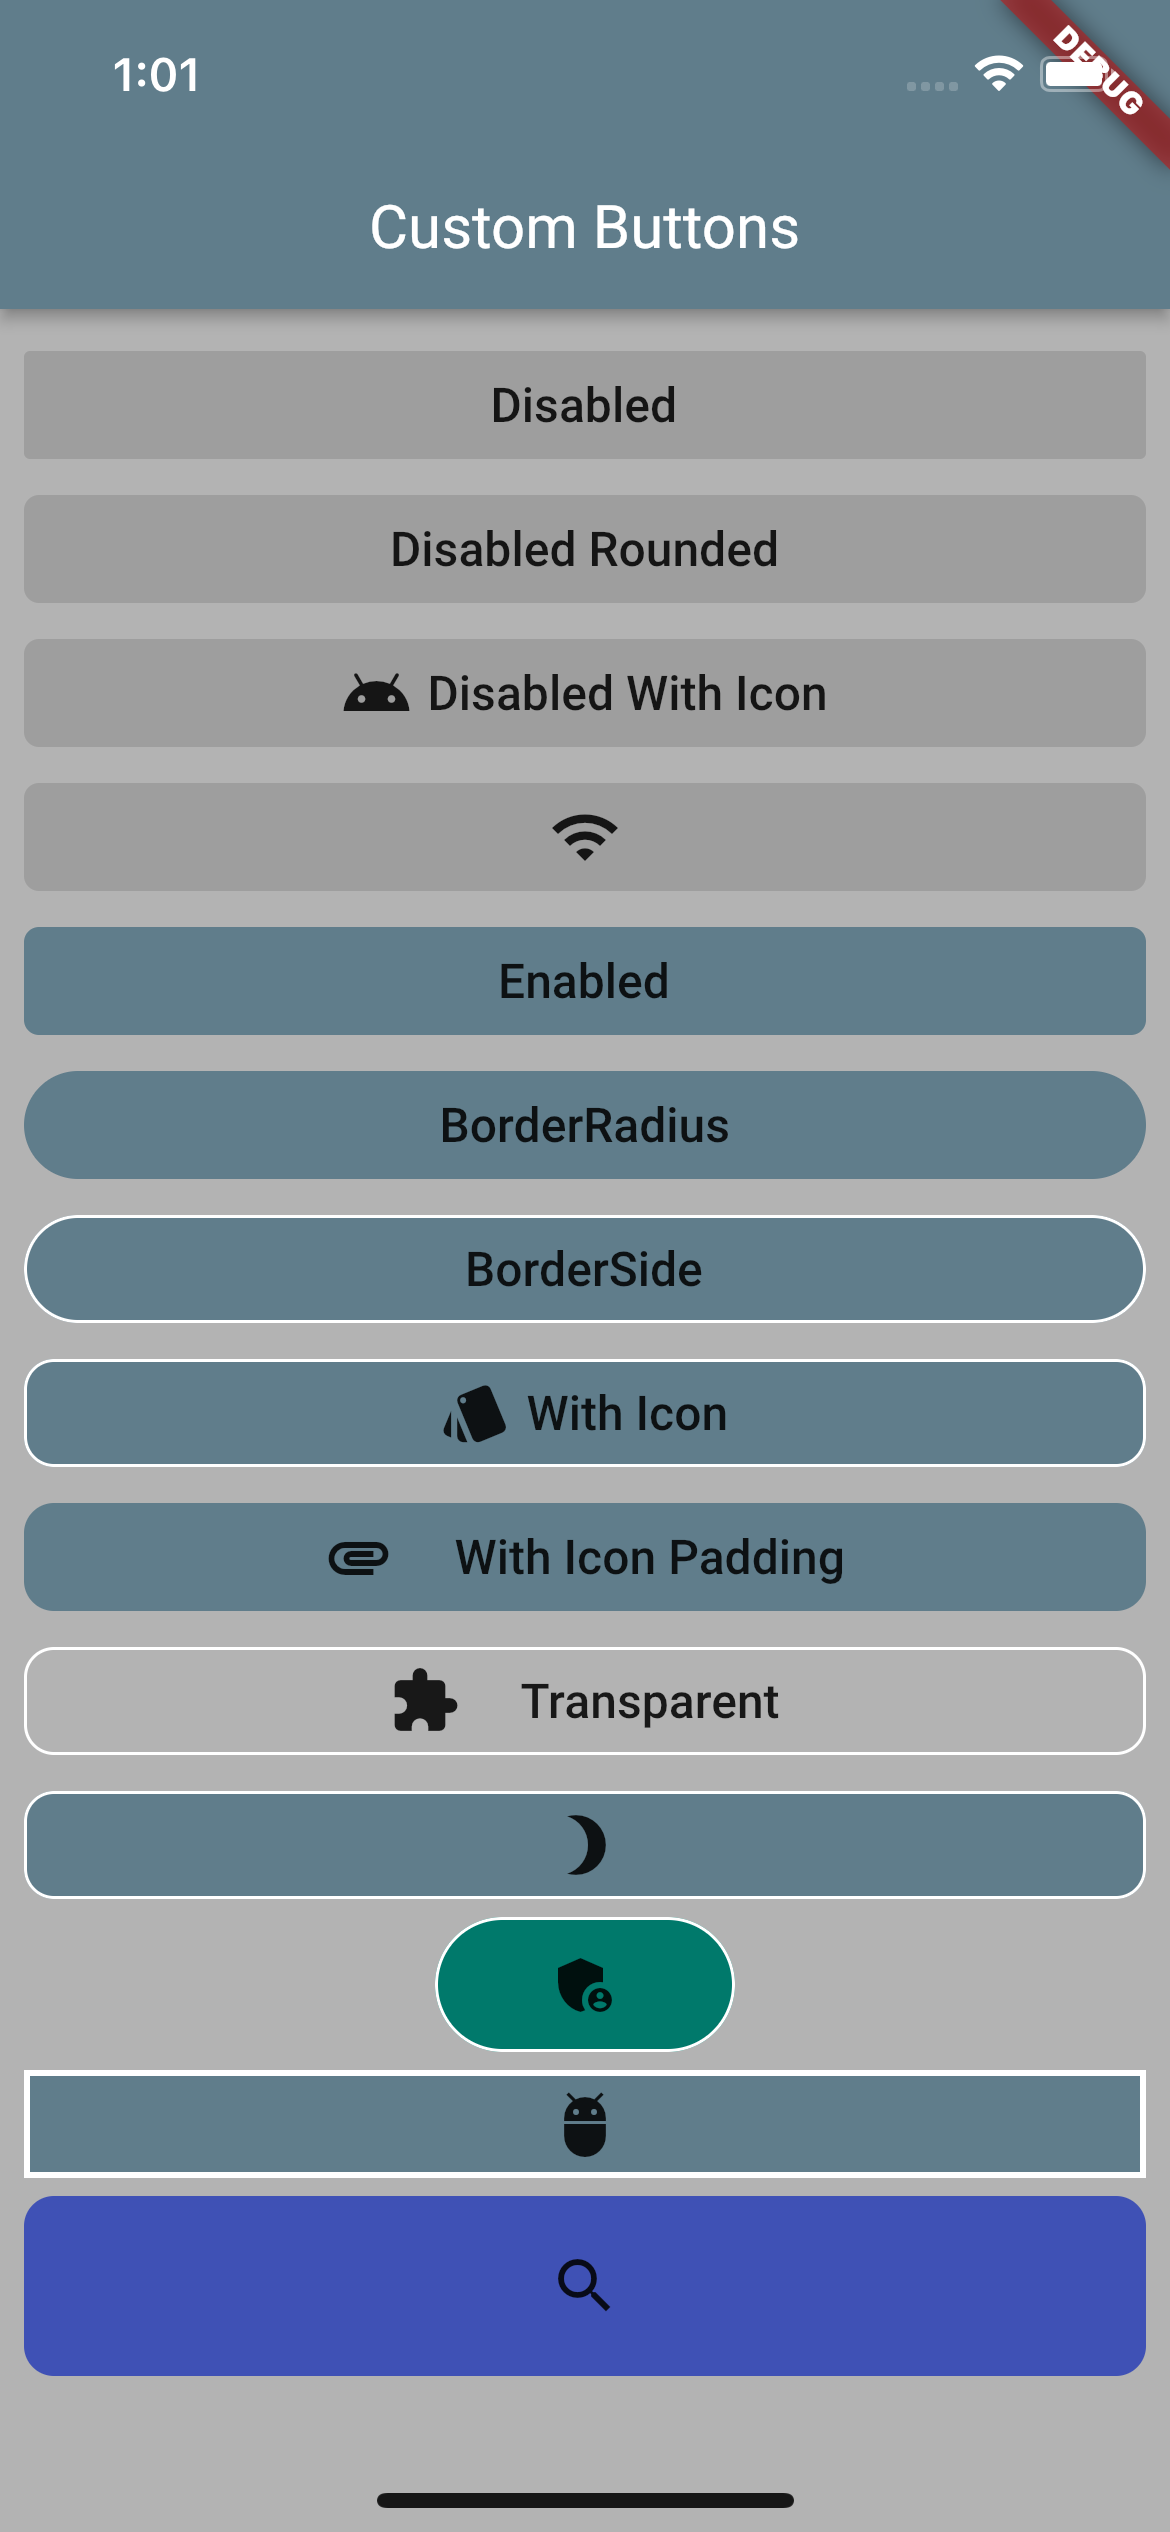 1:01
DEBUG
Custom Buttons
Disabled
Disabled Rounded
Disabled With Icon
Enabled
BorderRadius
BorderSide
With Icon
With Icon Padding
Transparent